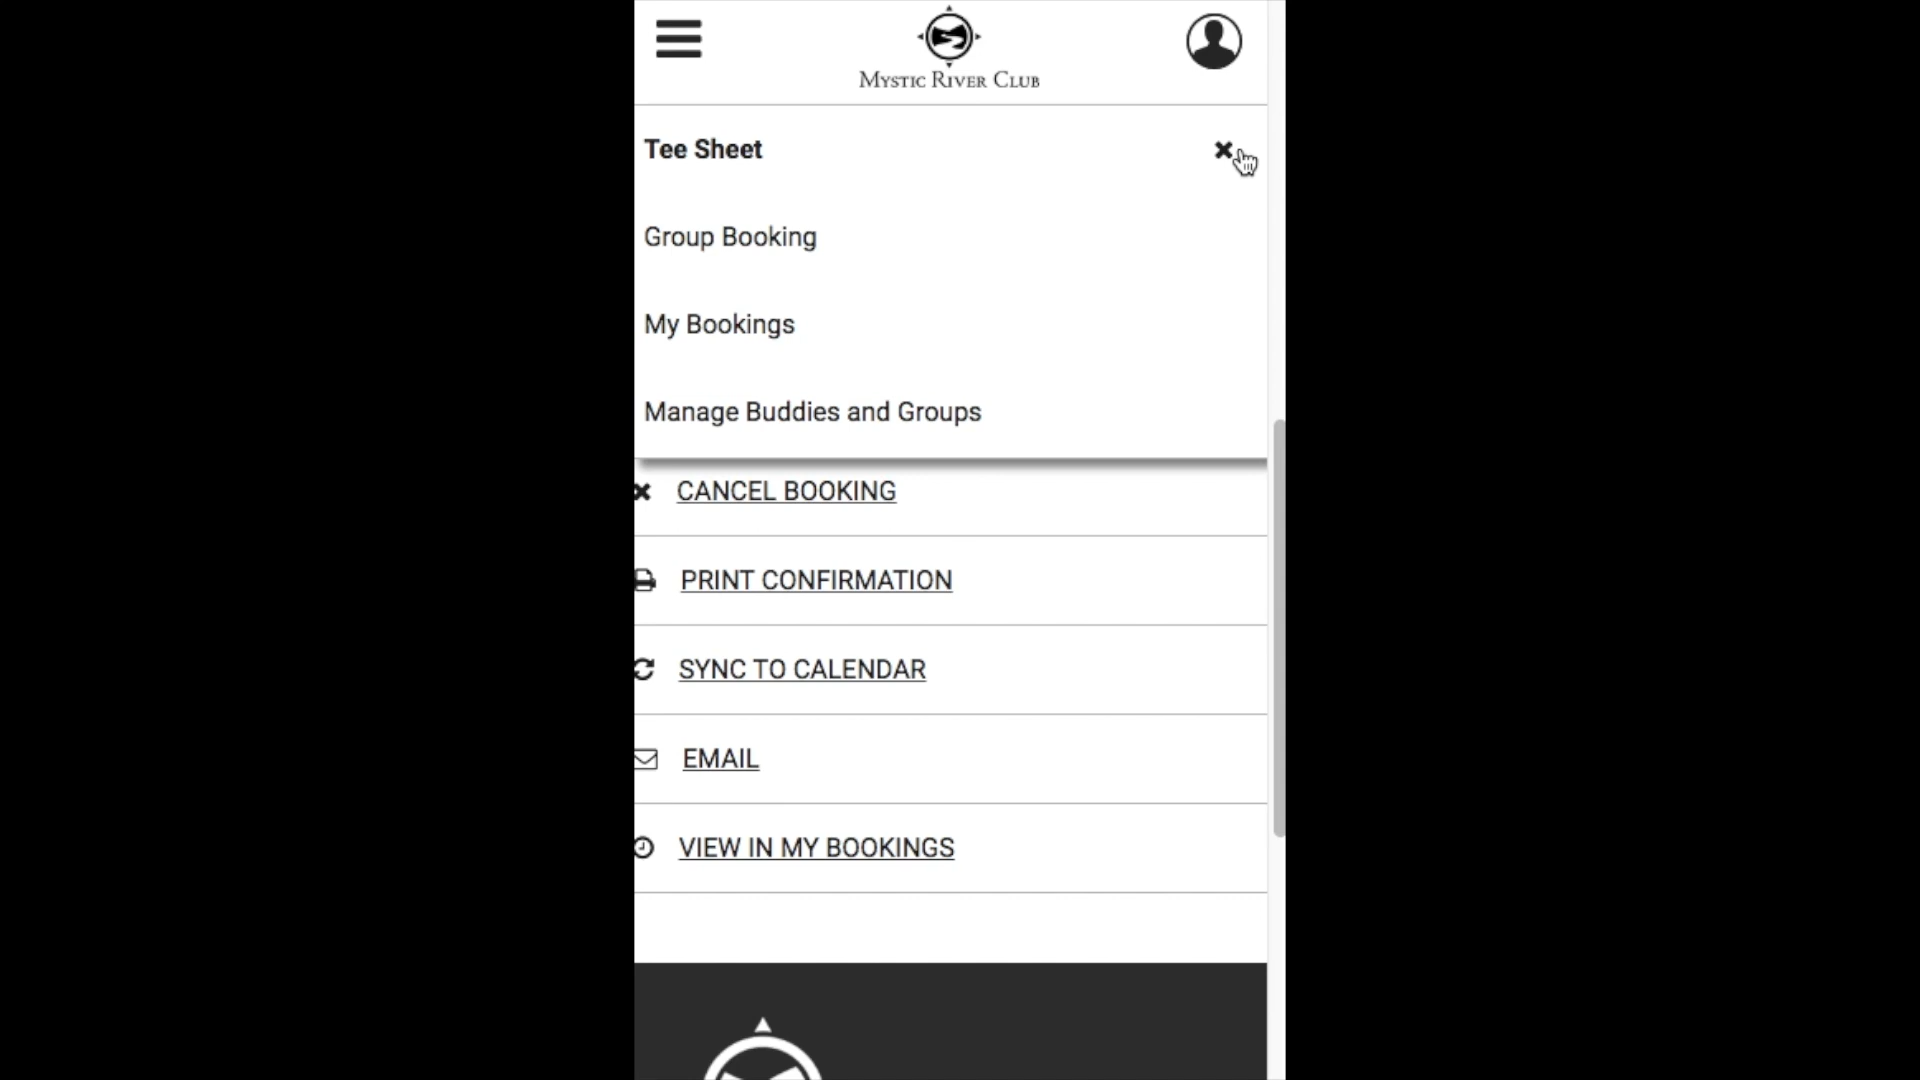 Mystic River Club
Tee Sheet
Group Booking
My Bookings
Manage Buddies and Groups
CANCEL BOOKING
PRINT CONFIRMATION
SYNC TO CALENDAR
EMAIL
VIEW IN MY BOOKINGS